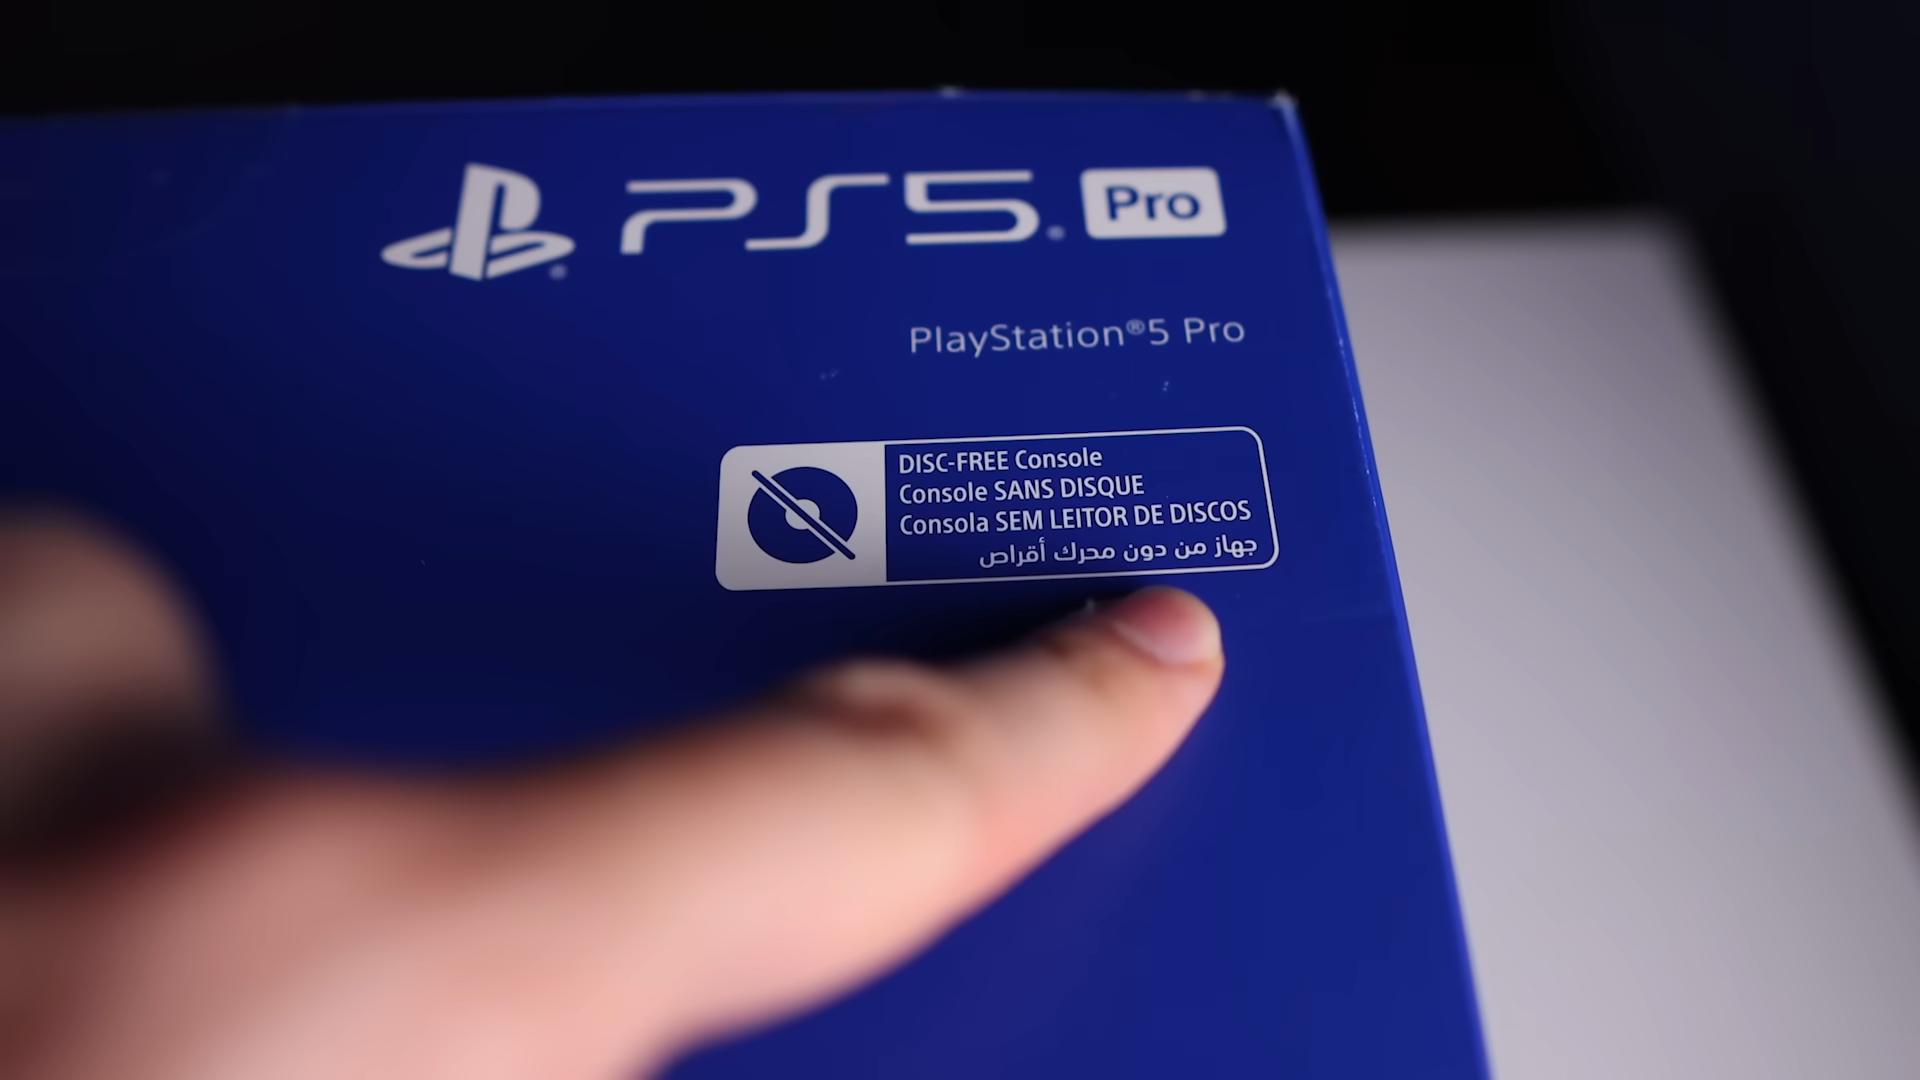 PS5® Pro
PlayStation®5 Pro
DISC-FREE Console
Console SANS DISQUE
Consola SEM LEITOR DE DISCOS
جهاز من دون محرك أقراص